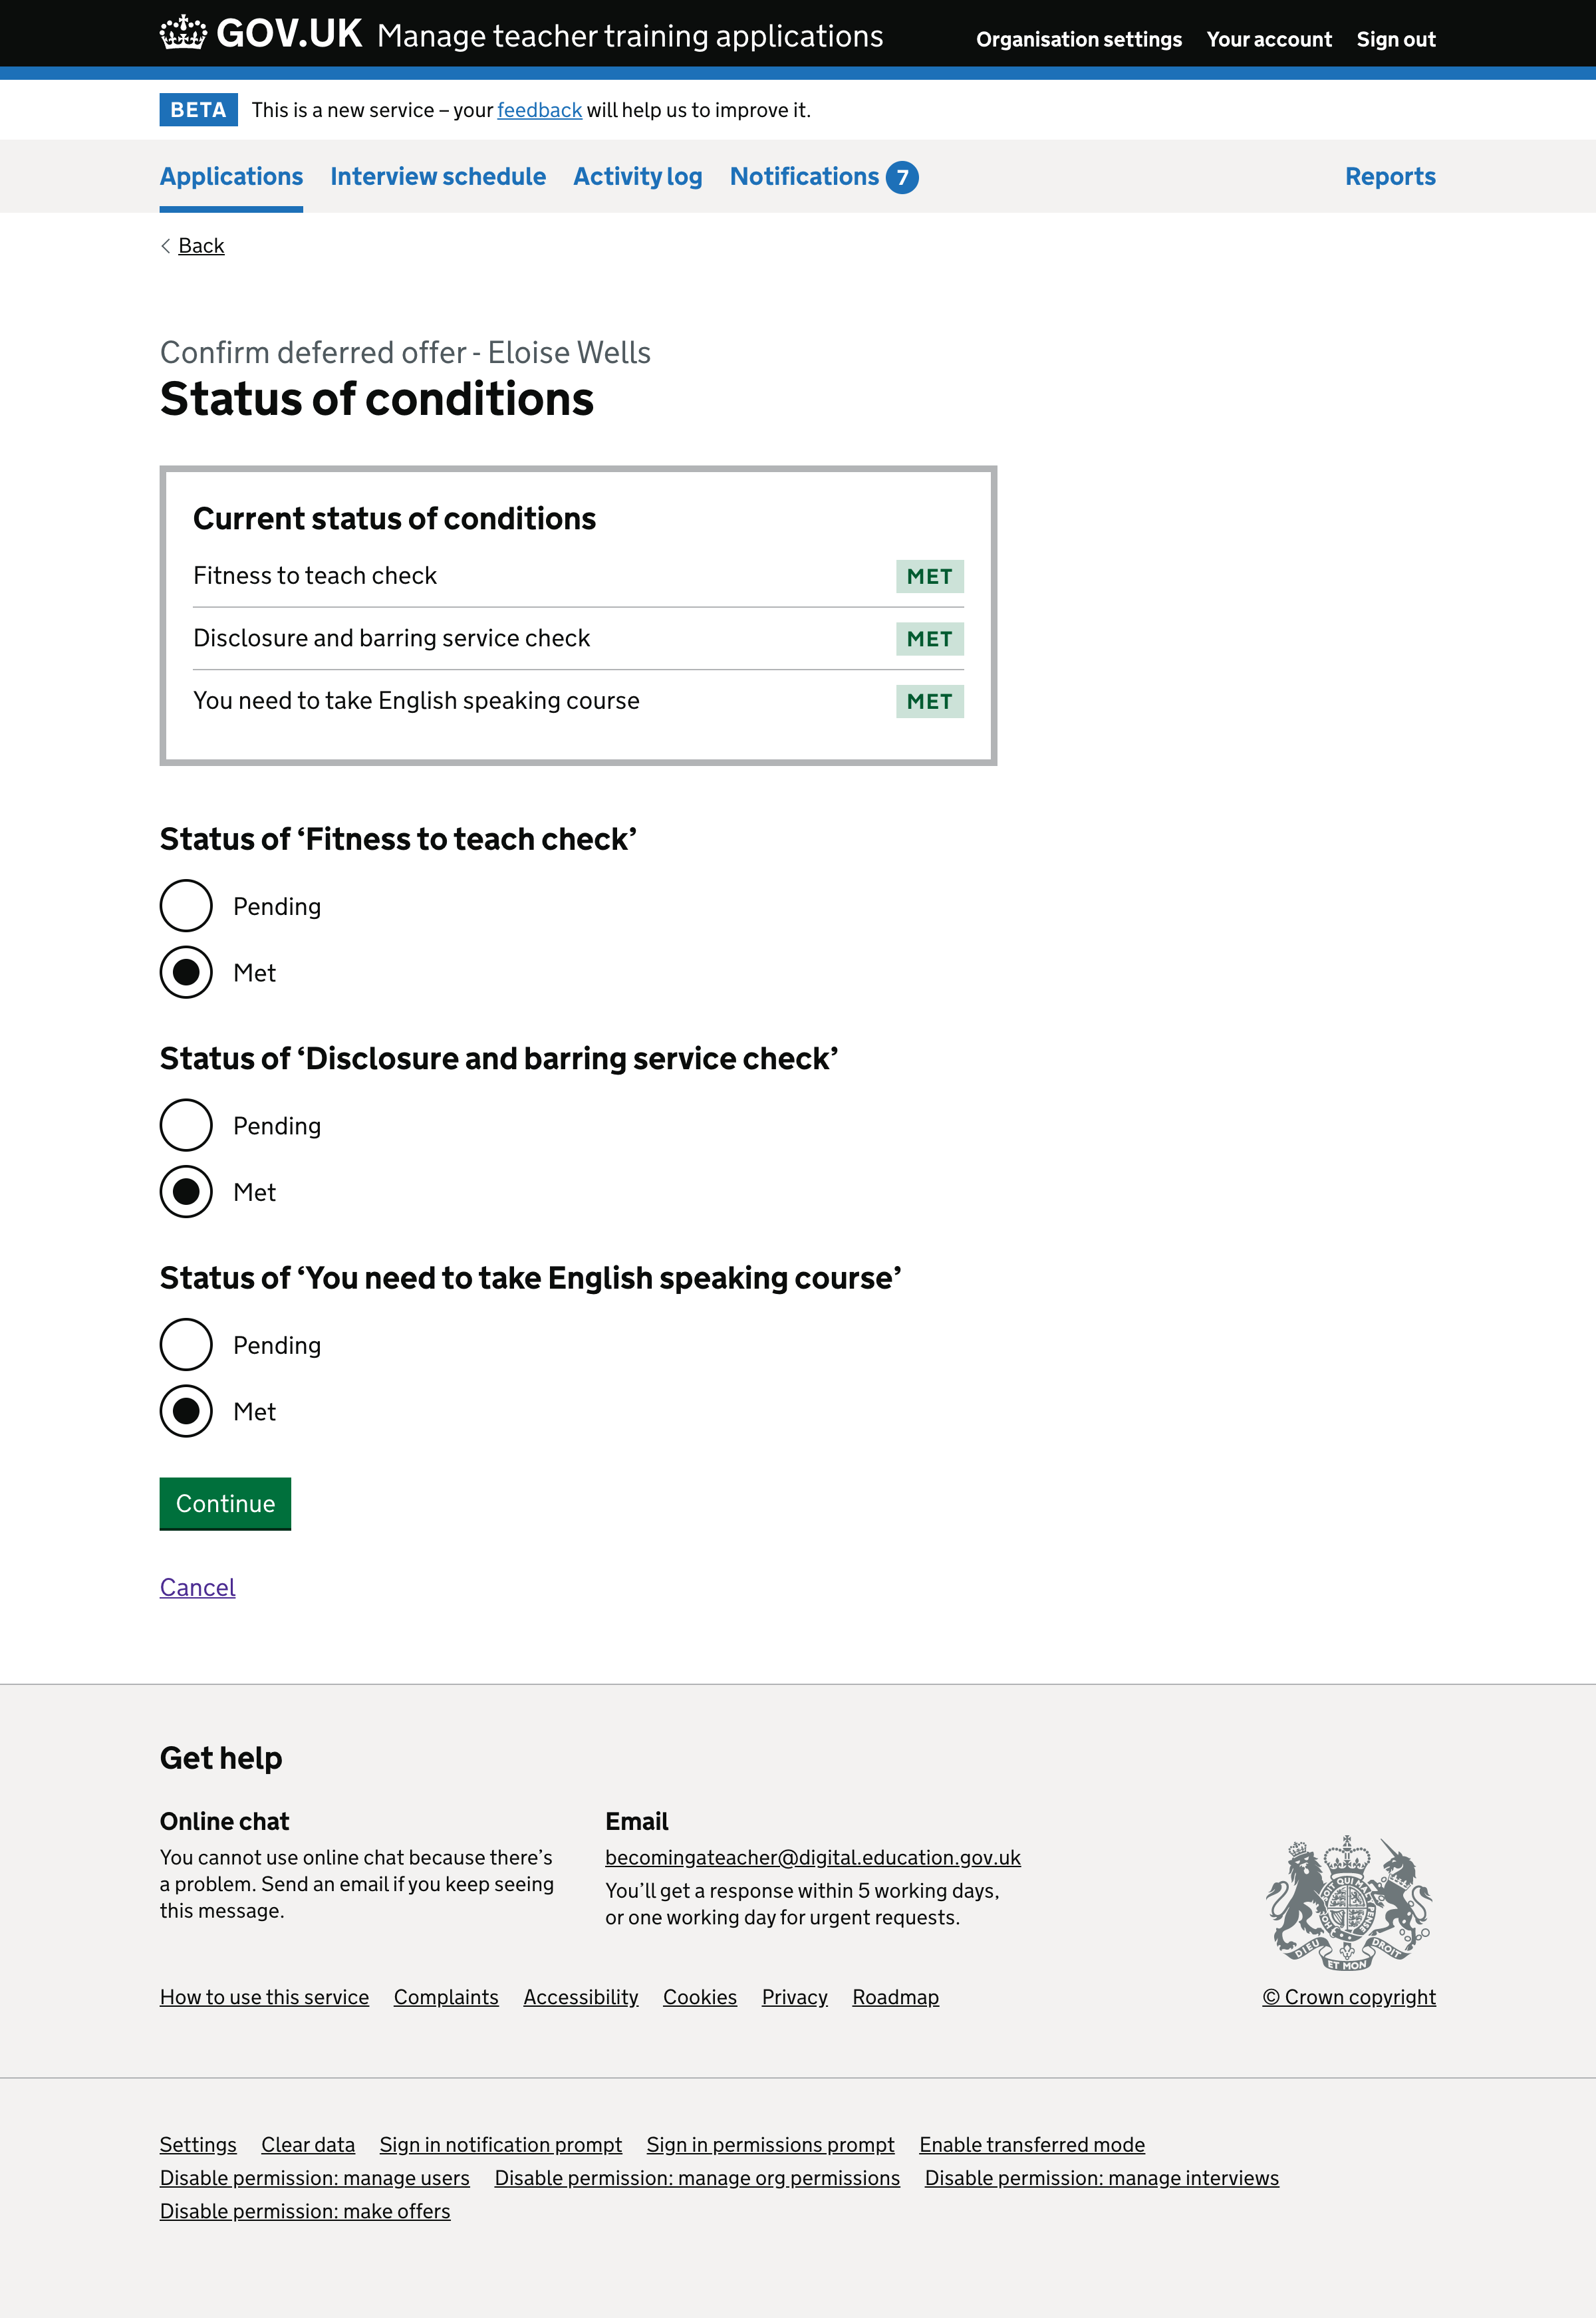 GOV.UK Manage teacher training applications Organisation settings Your account Sign out
BETA This is a new service – your feedback will help us to improve it.
Applications Interview schedule Activity log Notifications 7 Reports
Back
Confirm deferred offer - Eloise Wells
Status of conditions
Current status of conditions
Fitness to teach check MET
Disclosure and barring service check MET
You need to take English speaking course MET
Status of ‘Fitness to teach check’
Pending
Met
Status of ‘Disclosure and barring service check’
Pending
Met
Status of ‘You need to take English speaking course’
Pending
Met
Continue
Cancel
Get help
Online chat
You cannot use online chat because there’s
a problem. Send an email if you keep seeing
this message.
Email
becomingateacher@digital.education.gov.uk
You’ll get a response within 5 working days,
or one working day for urgent requests.
DIEU ET MON DROIT
How to use this service Complaints Accessibility Cookies Privacy Roadmap © Crown copyright
Settings Clear data Sign in notification prompt Sign in permissions prompt Enable transferred mode
Disable permission: manage users Disable permission: manage org permissions Disable permission: manage interviews
Disable permission: make offers